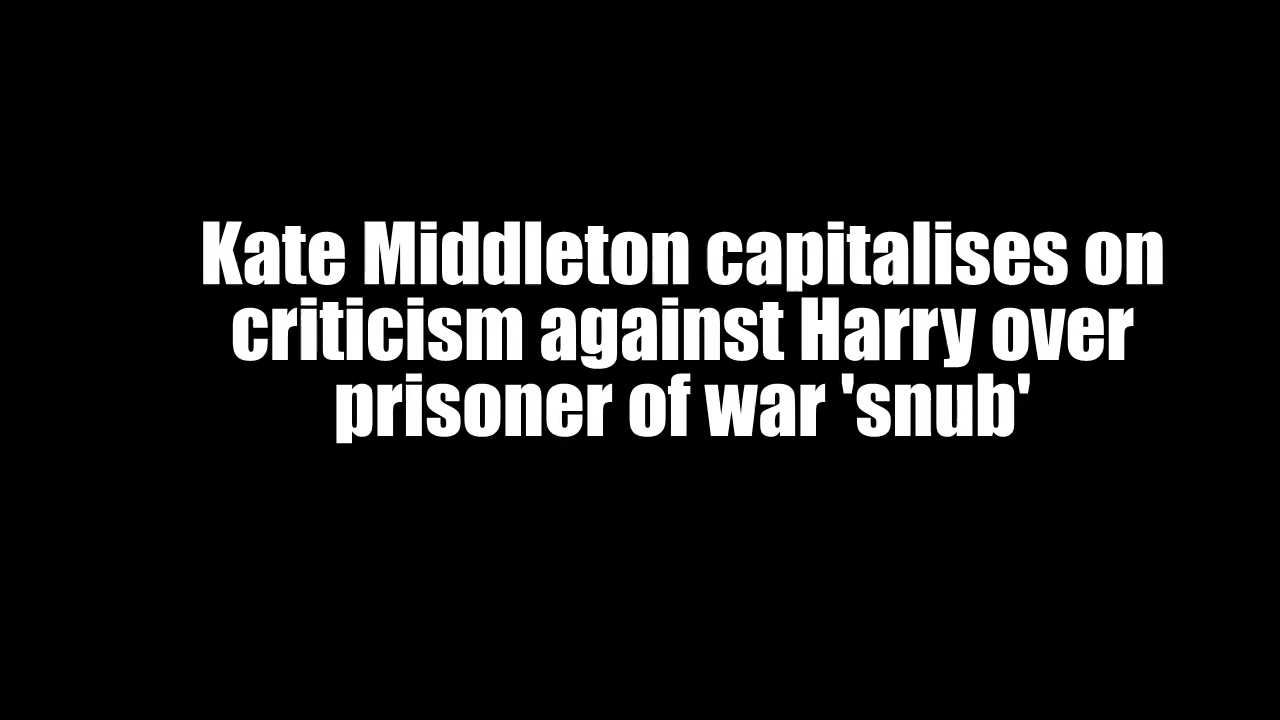 Kate Middleton capitalises on
criticism against Harry over
prisoner of war 'snub'